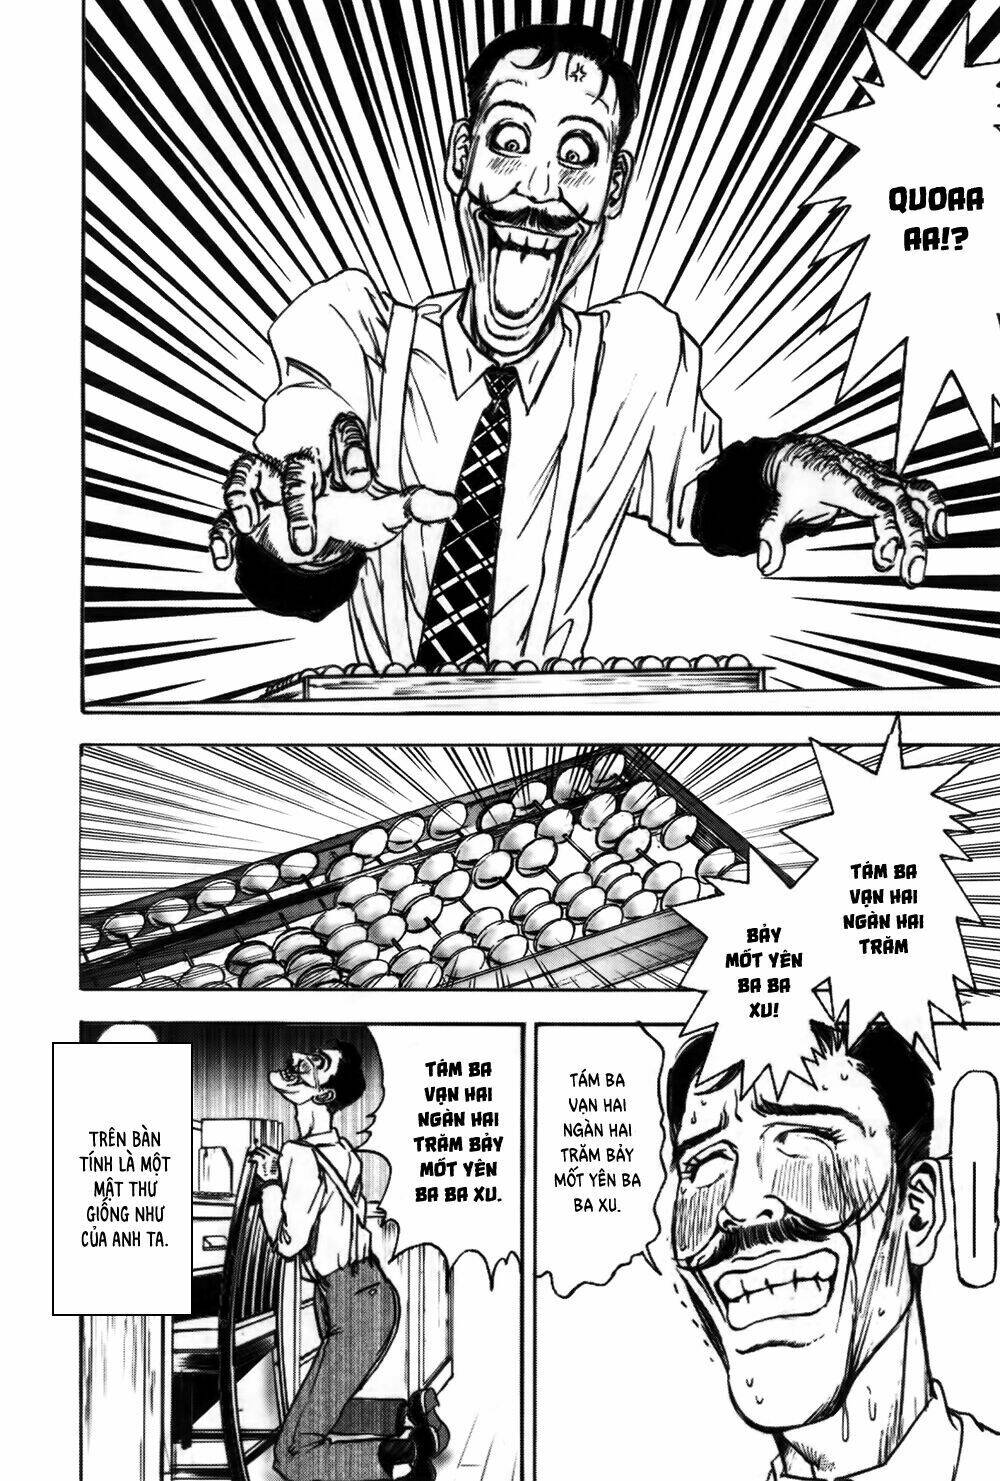 QUOAA
AA!?
TÁM BA
VẠN HAI
NGÀN HAI
TRĂM
BẢY
MỐT YÊN
BA BA
XU!
TÁM BA
VẠN HAI
NGÀN HAI
TRĂM BẢY
MỐT YÊN BA
BA XU.
TÁM BA
VẠN HAI
NGÀN HAI
TRĂM BẢY
MỐT YÊN
BA BA XU.
TRÊN BÀN
TÍNH LÀ MỘT
MẬT THƯ
GIỐNG NHƯ
CỦA ANH TA.